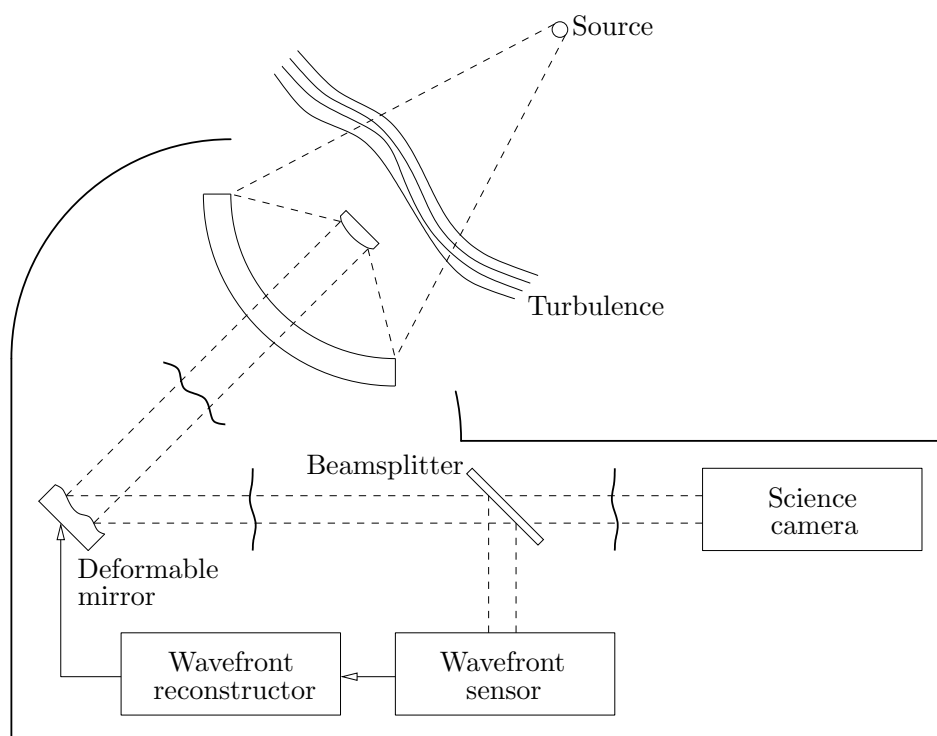 Source
Turbulence
Beamsplitter
Science
camera
Deformable
mirror
Wavefront
reconstructor
Wavefront
sensor